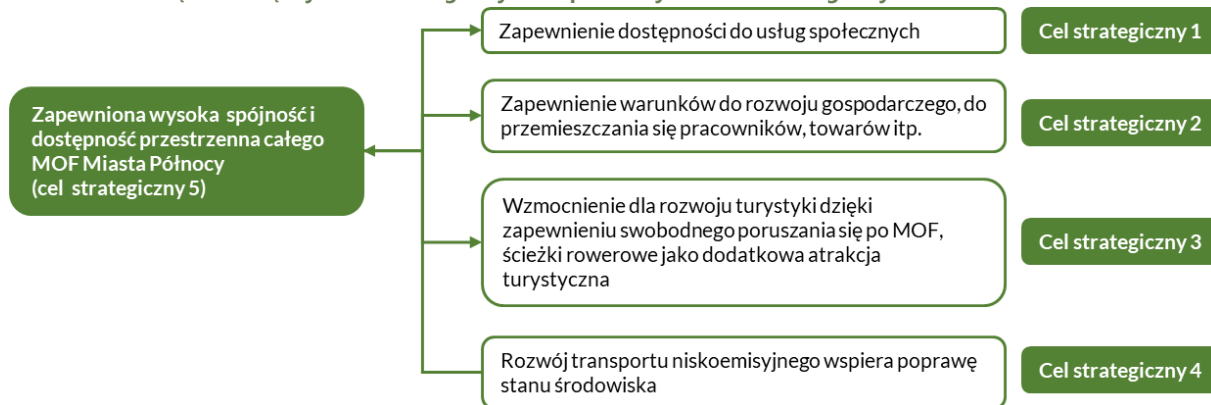 Zapewnienie dostępności do usług społecznych
Cel strategiczny 1
Zapewniona wysoka spójność i
dostępność przestrzenna całego
MOF Miasta Północy
(cel strategiczny 5)
Zapewnienie warunków do rozwoju gospodarczego, do
przemieszczania się pracowników, towarów itp.
Cel strategiczny 2
Wzmocnienie dla rozwoju turystyki dzięki
zapewnieniu swobodnego poruszania się po MOF,
ścieżki rowerowe jako dodatkowa atrakcja
turystyczna
Cel strategiczny 3
Rozwój transportu niskoemisyjnego wspiera poprawę
stanu środowiska
Cel strategiczny 4